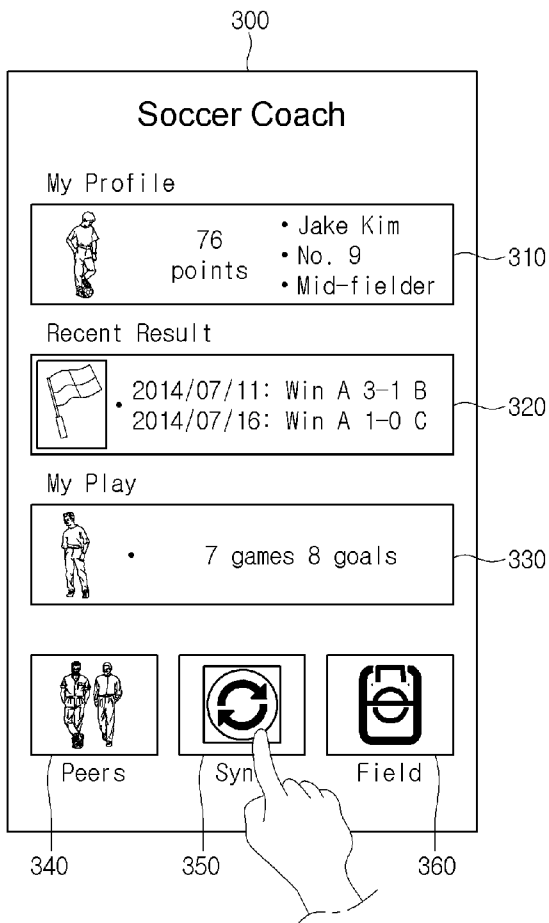 300
Soccer Coach
My Profile
76
points
• Jake Kim
• No. 9
• Mid-fielder
310
Recent Result
• 2014/07/11: Win A 3-1 B
2014/07/16: Win A 1-0 C
320
My Play
• 7 games 8 goals
330
Peers
Syn
Field
340
350
360